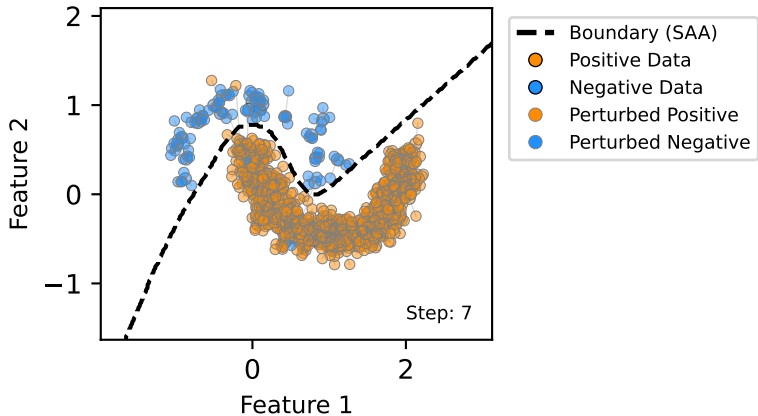 2
1
0
−1
Feature 2
0
2
Feature 1
Step: 7
Boundary (SAA)
Positive Data
Negative Data
Perturbed Positive
Perturbed Negative